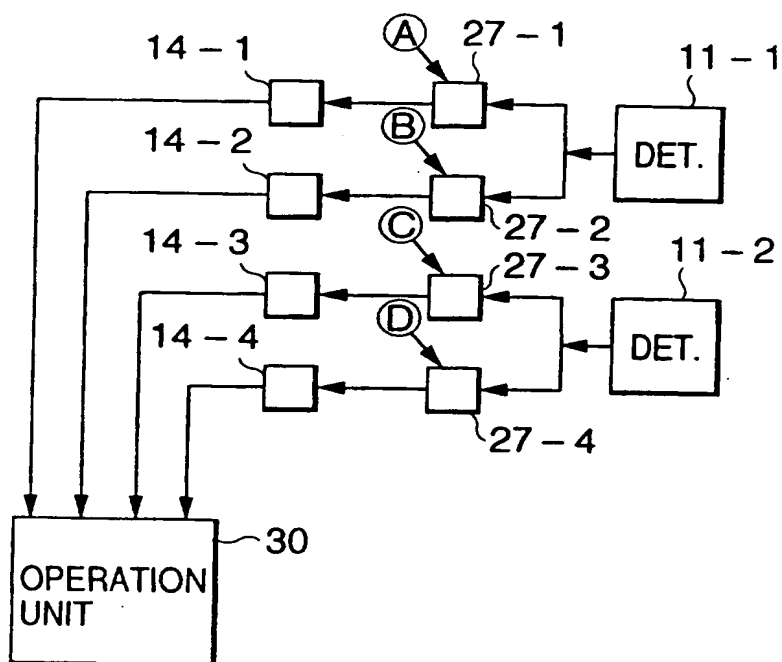 A
14-1
27-1
11-1
DET.
B
14-2
27-2
C
14-3
27-3
11-2
DET.
D
14-4
27-4
30
OPERATION
UNIT